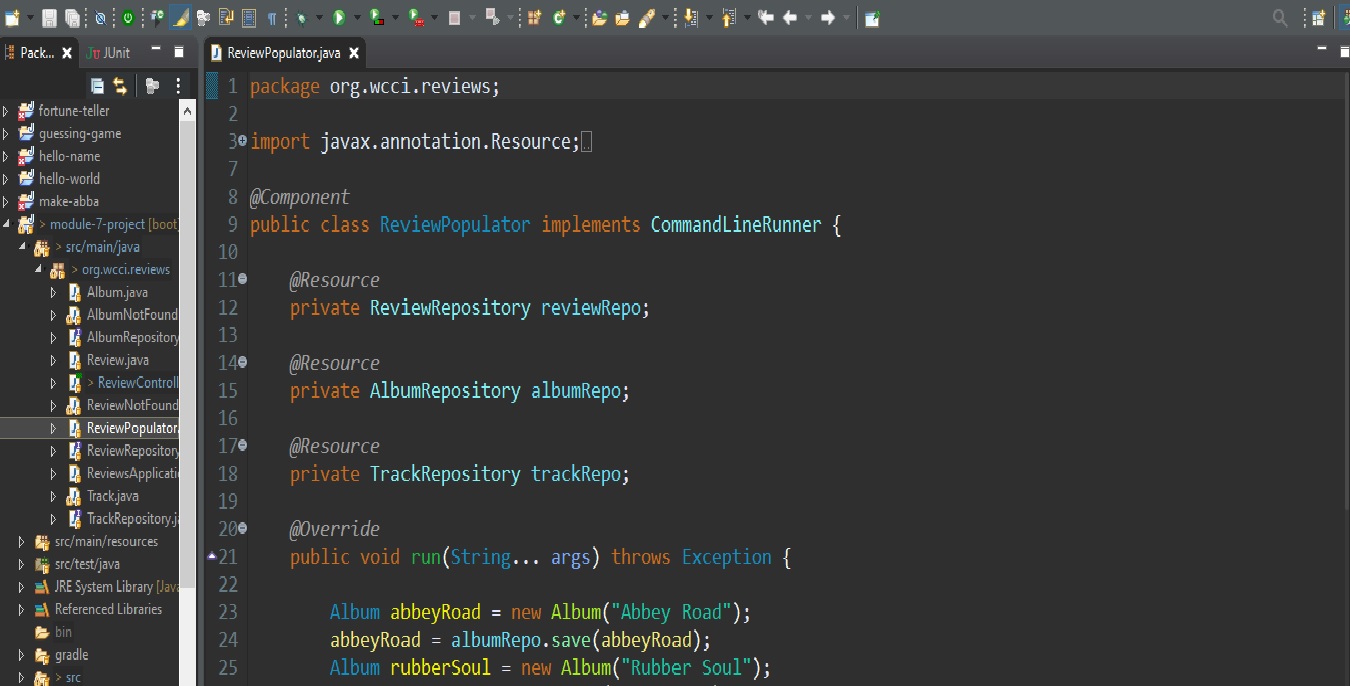 Pack...
JUnit
ReviewPopulator.java
fortune-teller
guessing-game
hello-name
hello-world
make-abba
> module-7-project [boot]
> src/main/java
> org.wcci.reviews
Album.java
AlbumNotFound
AlbumRepository
Review.java
> ReviewControll
ReviewNotFound
ReviewPopulator.
ReviewRepository
ReviewsApplicati
Track.java
TrackRepository.ja
src/main/resources
src/test/java
JRE System Library [Java
Referenced Libraries
bin
gradle
> src
1 package org.wcci.reviews;
2
3 import javax.annotation.Resource;
7
8 @Component
9 public class ReviewPopulator implements CommandLineRunner {
10
11 @Resource
12 private ReviewRepository reviewRepo;
13
14 @Resource
15 private AlbumRepository albumRepo;
16
17 @Resource
18 private TrackRepository trackRepo;
19
20 @Override
21 public void run(String... args) throws Exception {
22
23 Album abbeyRoad = new Album("Abbey Road");
24 abbeyRoad = albumRepo.save(abbeyRoad);
25 Album rubberSoul = new Album("Rubber Soul");